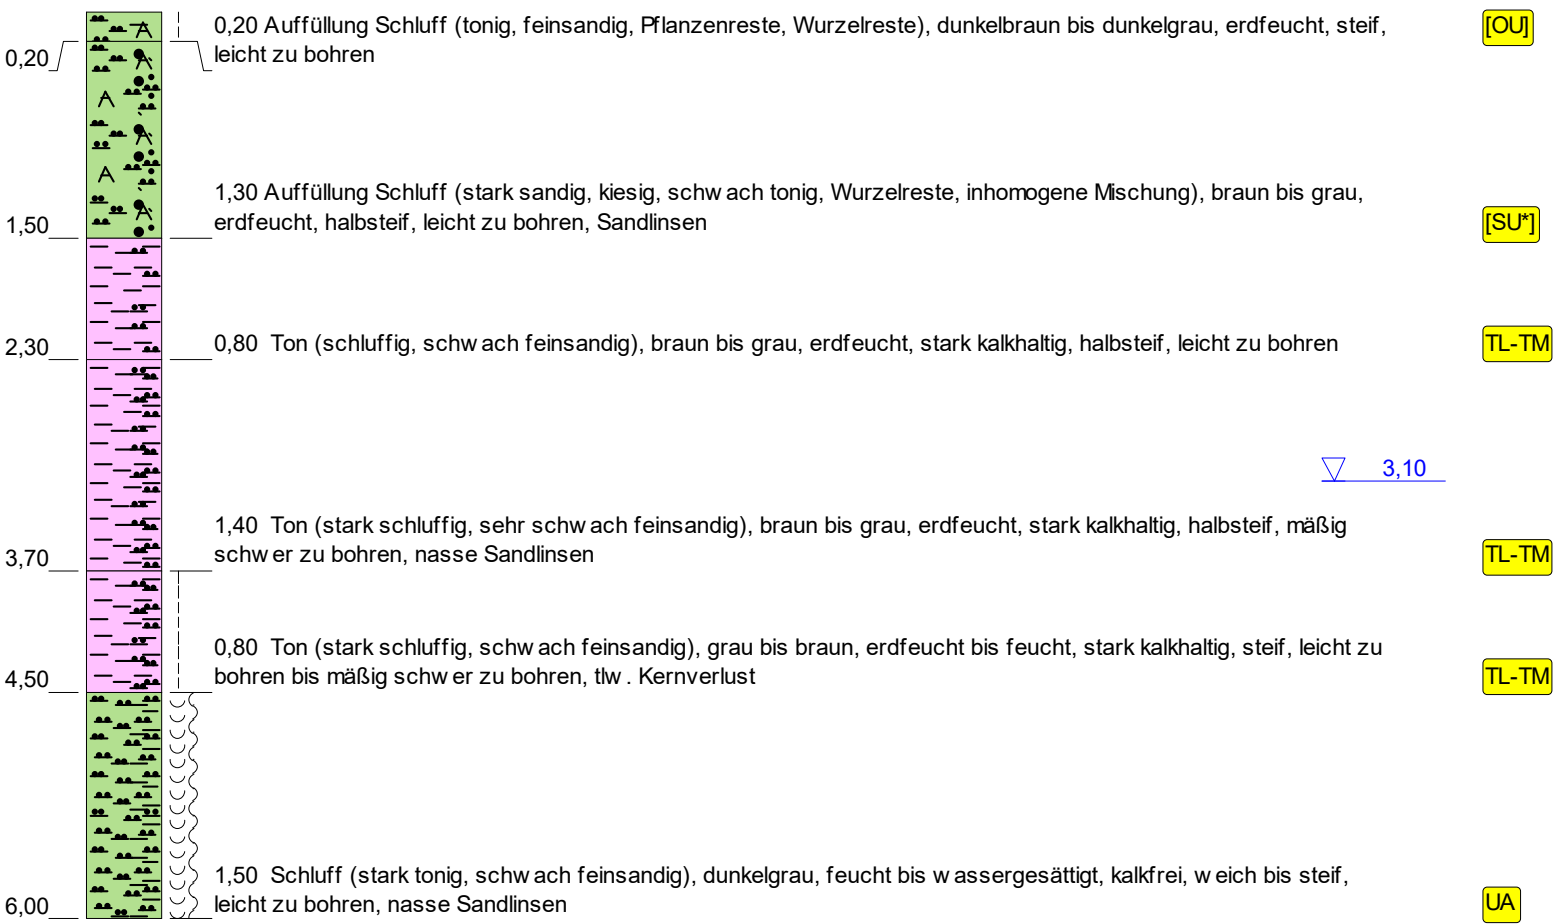 0,20 Auffüllung Schluff (tonig, feinsandig, Pflanzenreste, Wurzelreste), dunkelbraun bis dunkelgrau, erdfeucht, steif,
leicht zu bohren
[OU]
0,20
1,30 Auffüllung Schluff (stark sandig, kiesig, schwach tonig, Wurzelreste, inhomogene Mischung), braun bis grau,
erdfeucht, halbsteif, leicht zu bohren, Sandlinsen
[SU*]
1,50
0,80 Ton (schluffig, schwach feinsandig), braun bis grau, erdfeucht, stark kalkhaltig, halbsteif, leicht zu bohren
TL-TM
2,30
3,10
1,40 Ton (stark schluffig, sehr schwach feinsandig), braun bis grau, erdfeucht, stark kalkhaltig, halbsteif, mäßig
schwer zu bohren, nasse Sandlinsen
TL-TM
3,70
0,80 Ton (stark schluffig, schwach feinsandig), grau bis braun, erdfeucht bis feucht, stark kalkhaltig, steif, leicht zu
bohren bis mäßig schwer zu bohren, tlw. Kernverlust
TL-TM
4,50
1,50 Schluff (stark tonig, schwach feinsandig), dunkelgrau, feucht bis wassergesättigt, kalkfrei, weich bis steif,
leicht zu bohren, nasse Sandlinsen
UA
6,00